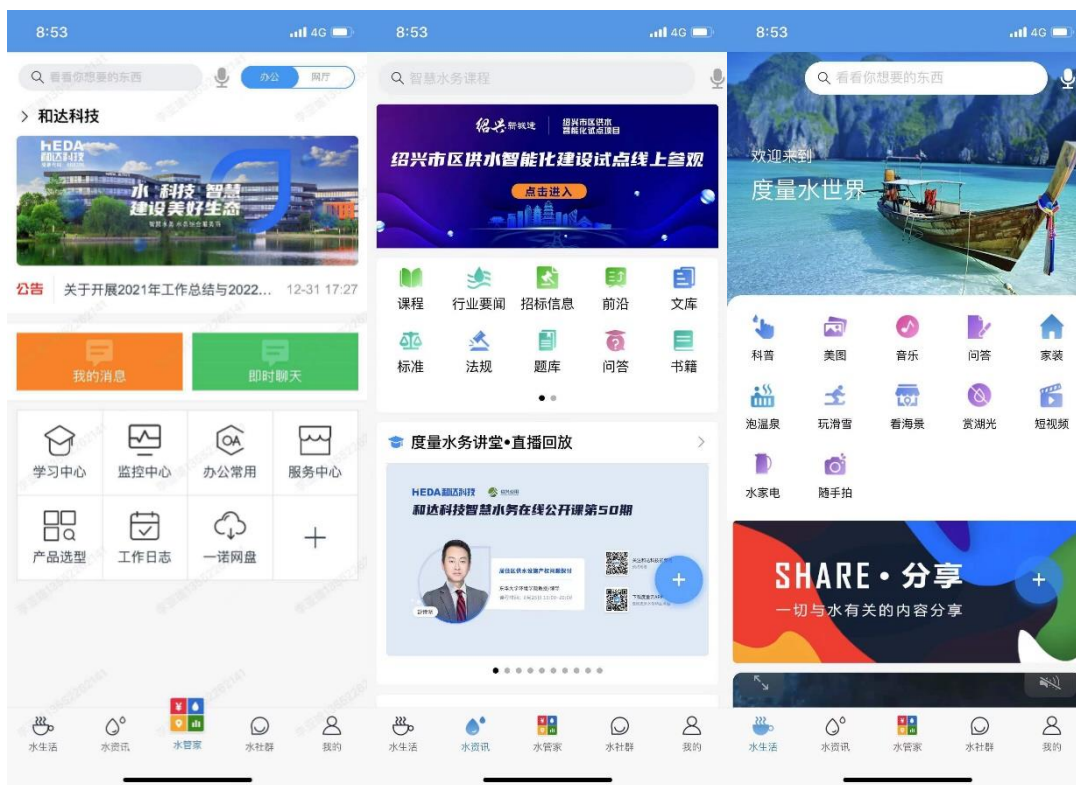 8:53
4G
看看你想要的东西
办公
网厅
和达科技
HEDA
和达科技
水 科技 智慧
建设美好生态
公告
关于开展2021年工作总结与2022...
12-31 17:27
我的消息
即时聊天
学习中心
监控中心
办公常用
服务中心
OA
产品选型
工作日志
一诺网盘
水生活
水资讯
水管家
水社群
我的
8:53
4G
智慧水务课程
绍兴市区供水
智能化试点项目
绍兴市区供水智能化建设试点线上参观
点击进入
课程
行业要闻
招标信息
前沿
文库
标准
法规
题库
问答
书籍
度量水务讲堂•直播回放
HEDA和达科技
和达科技智慧水务在线公开课第50期
水生活
水资讯
水管家
水社群
我的
8:53
4G
看看你想要的东西
欢迎来到
度量水世界
科普
美图
音乐
问答
家装
泡温泉
玩滑雪
看海景
赏湖光
短视频
水家电
随手拍
SHARE•分享
一切与水有关的内容分享
水生活
水资讯
水管家
水社群
我的